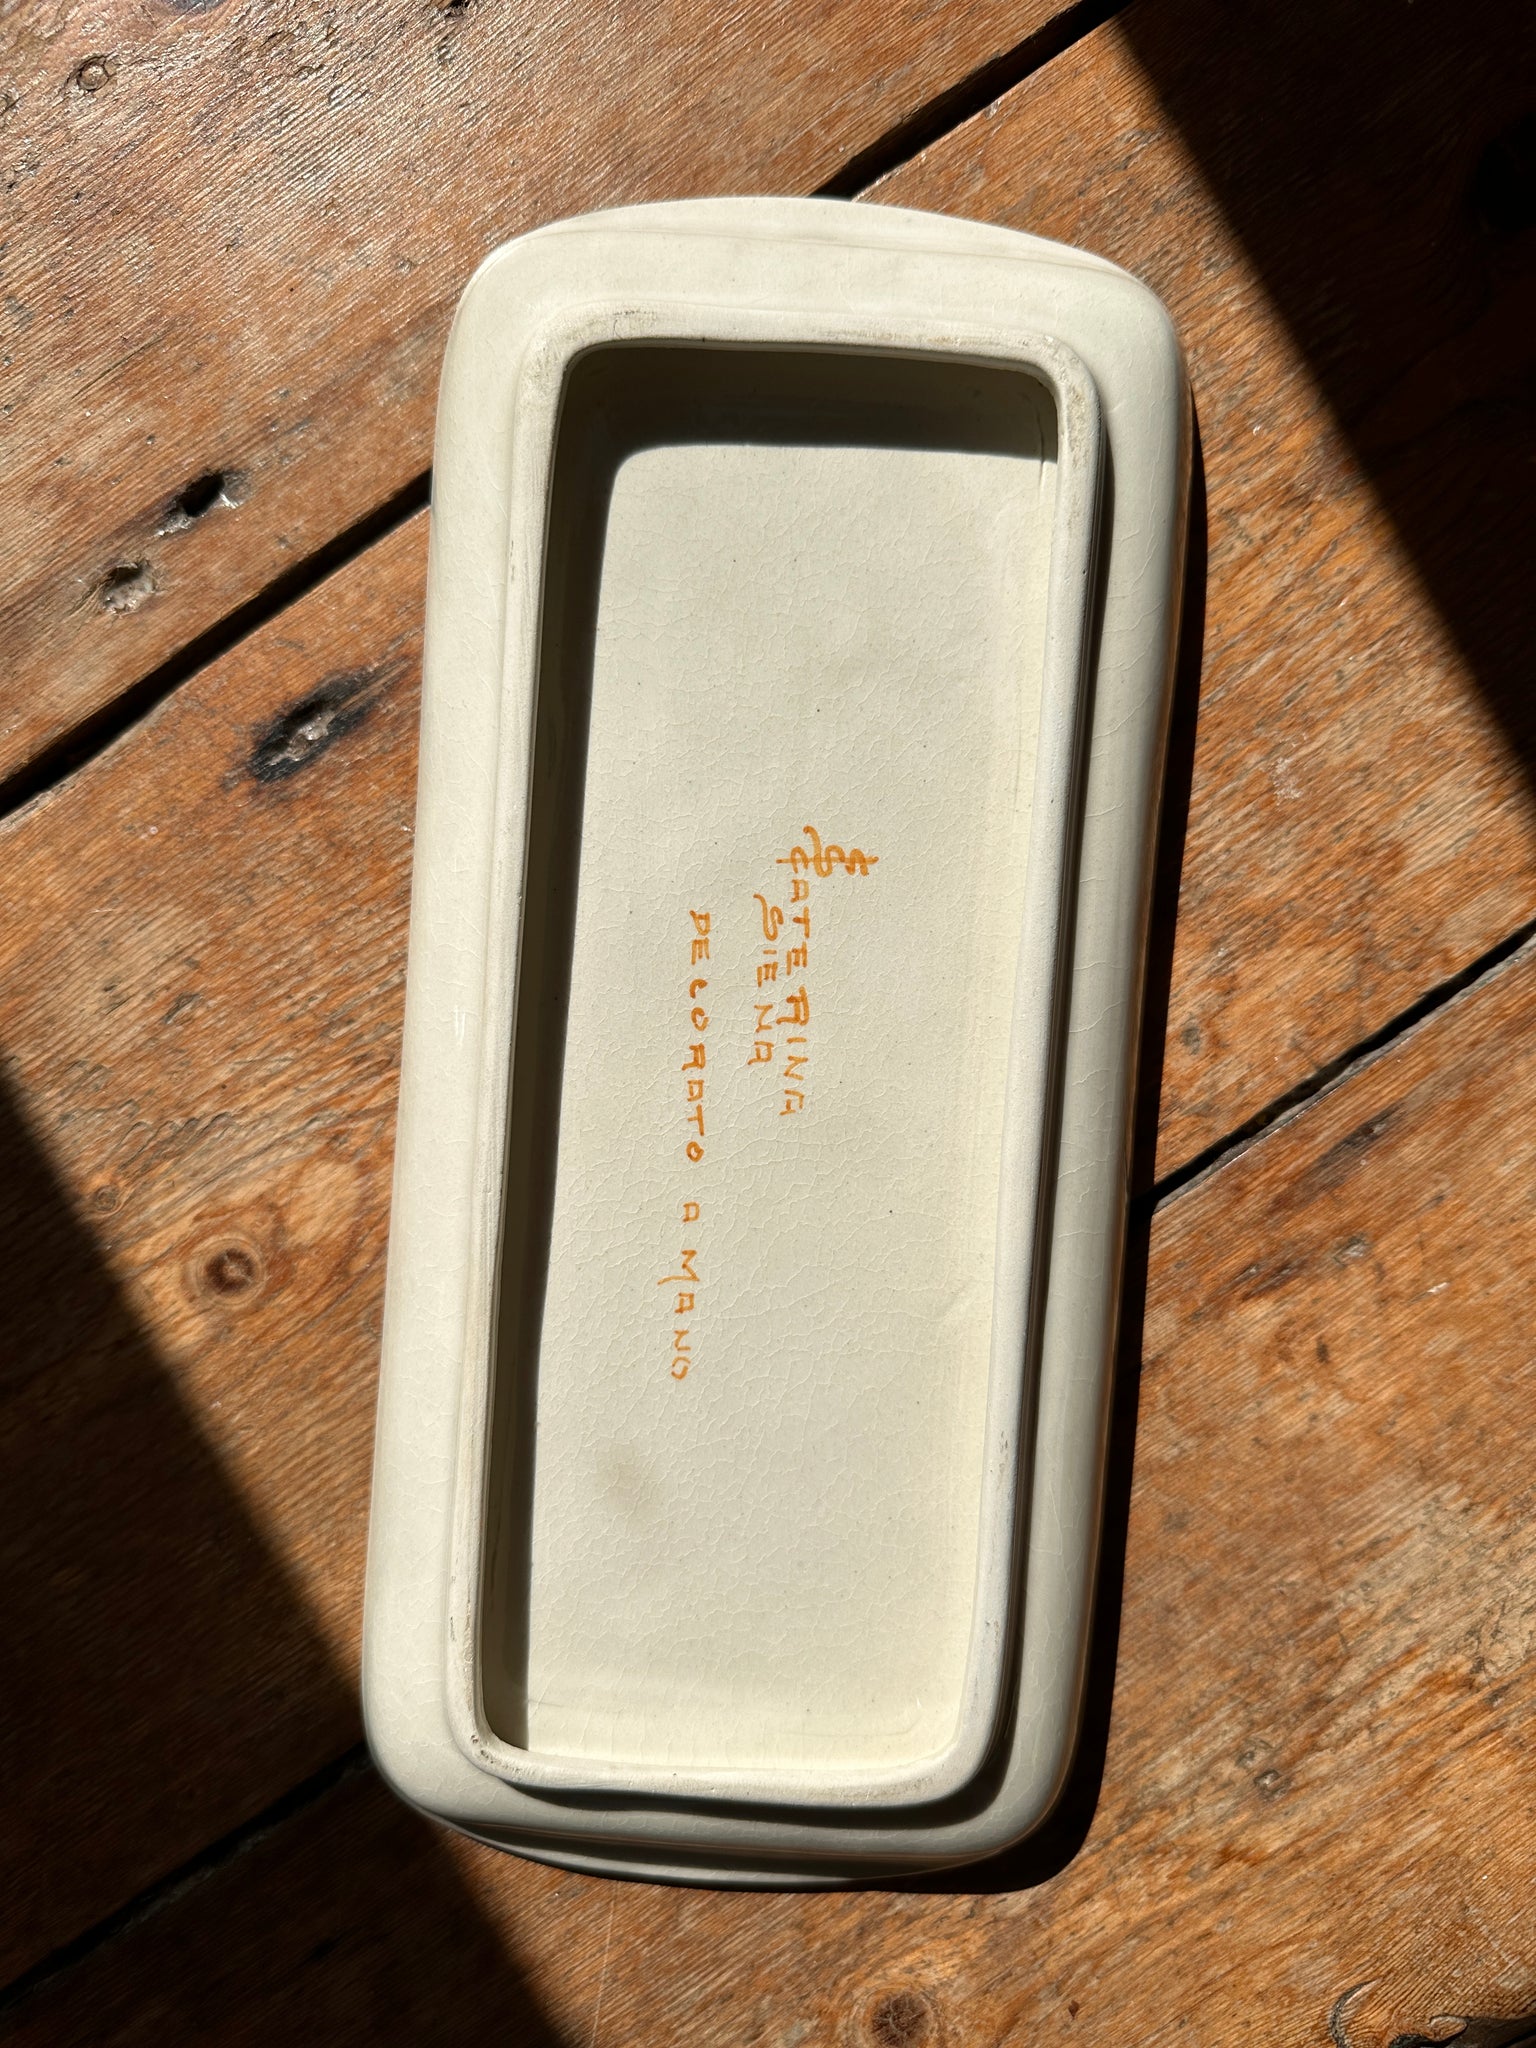 CATERINA
SIENA
DECORATO A MANO